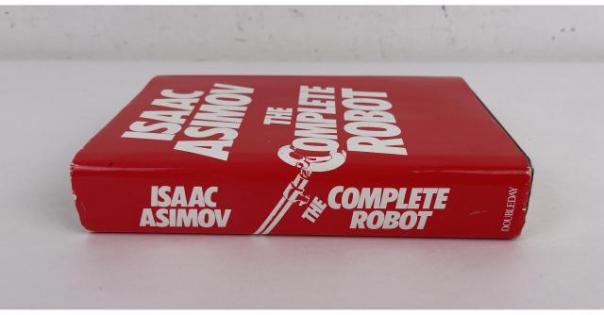 ISAAC
ASIMOV
THE
COMPLETE
ROBOT
ISAAC
ASIMOV
THE COMPLETE
ROBOT
DOUBLEDAY